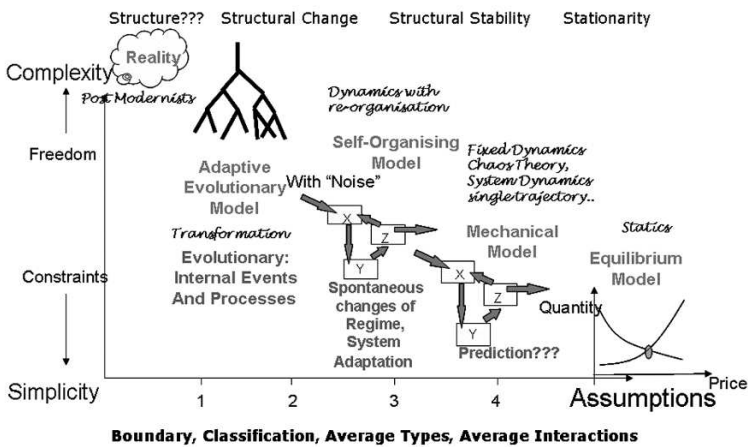 Structure??? Structural Change Structural Stability Stationarity
Reality
Complexity
Post Modernists
Dynamics with
re-organisation
Freedom
Self-Organising
Model
Fixed Dynamics
Chaos Theory,
System Dynamics
single trajectory..
Adaptive
Evolutionary
Model
With “Noise”
X
Z
Y
Transformation
Evolutionary:
Internal Events
And Processes
Mechanical
Model
Statics
Equilibrium
Model
Constraints
Spontaneous
changes of
Regime,
System
Adaptation
X
Z
Y
Quantity
Prediction???
Simplicity
1 2 3 4
Assumptions
Price
Boundary, Classification, Average Types, Average Interactions